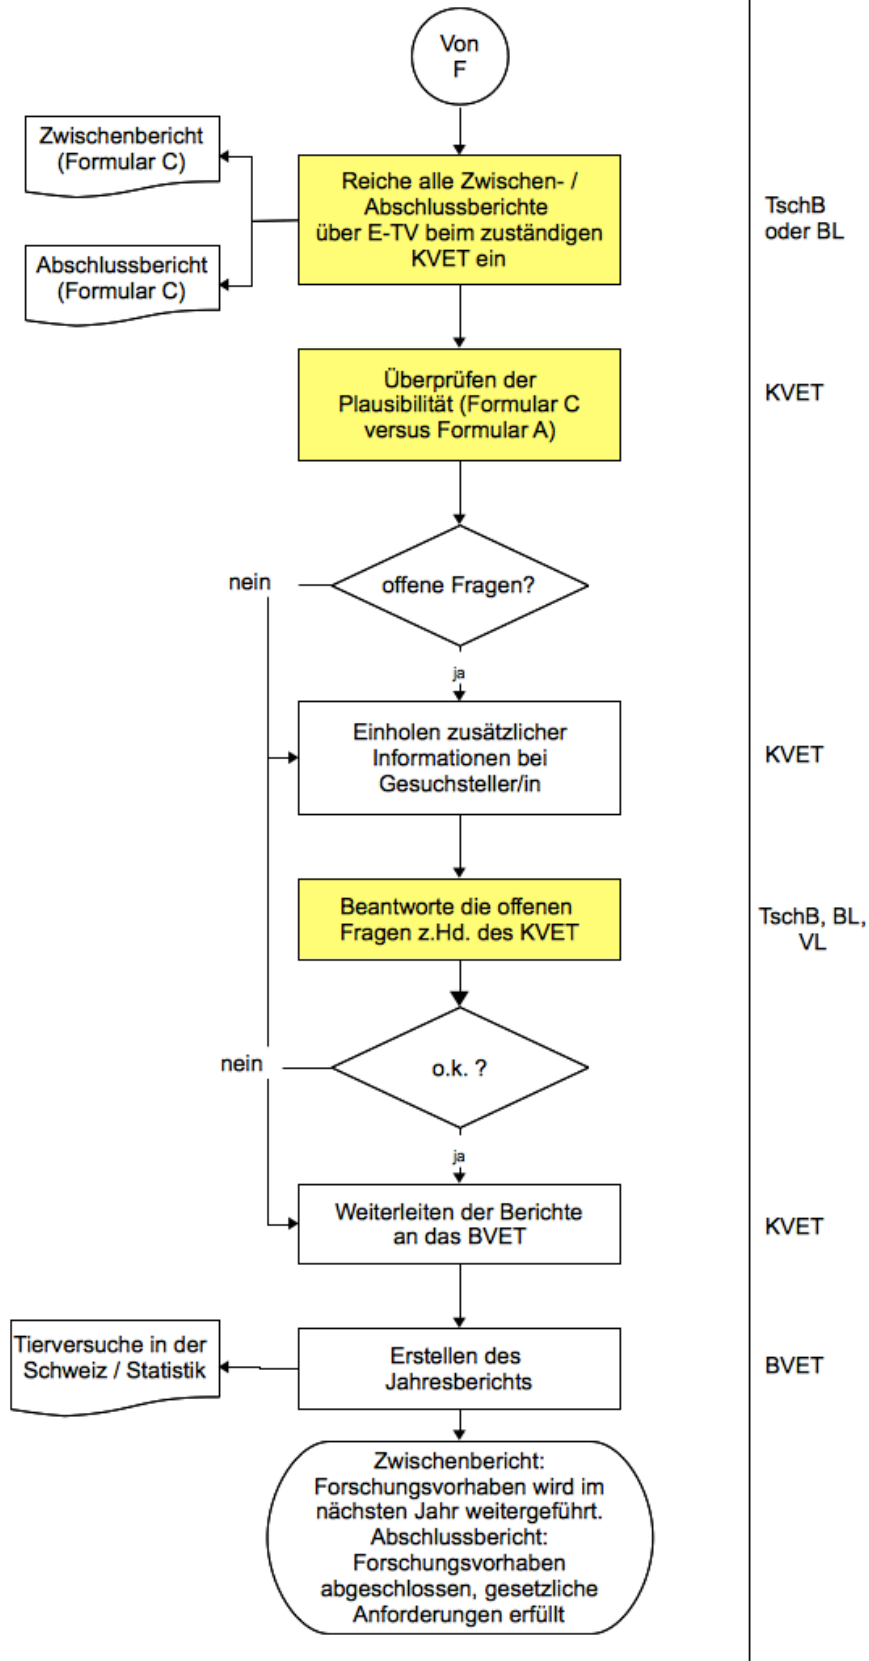 Von
F
Zwischenbericht
(Formular C)
Reiche alle Zwischen- /
Abschlussberichte
über E-TV beim zuständigen
KVET ein
TschB
oder BL
Abschlussbericht
(Formular C)
Überprüfen der
Plausibilität (Formular C
versus Formular A)
KVET
nein
offene Fragen?
ja
Einholen zusätzlicher
Informationen bei
Gesuchsteller/in
KVET
Beantworte die offenen
Fragen z.Hd. des KVET
TschB, BL,
VL
nein
o.k. ?
ja
Weiterleiten der Berichte
an das BVET
KVET
Tierversuche in der
Schweiz / Statistik
Erstellen des
Jahresberichts
BVET
Zwischenbericht:
Forschungsvorhaben wird im
nächsten Jahr weitergeführt.
Abschlussbericht:
Forschungsvorhaben
abgeschlossen, gesetzliche
Anforderungen erfüllt